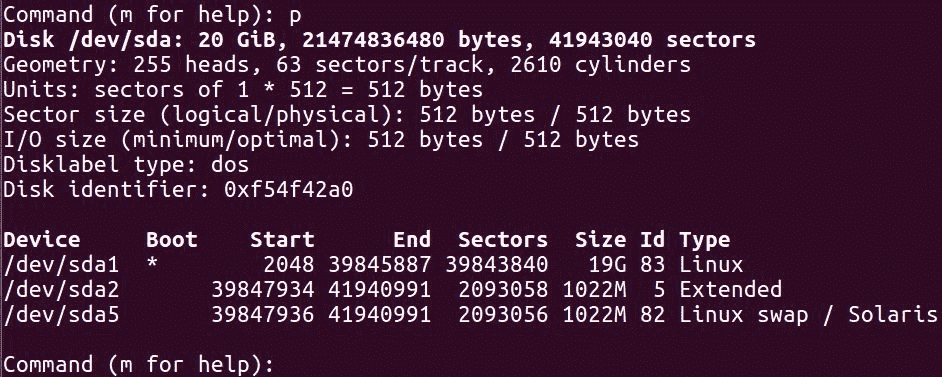 Command (m for help): p
Disk /dev/sda: 20 GiB, 21474836480 bytes, 41943040 sectors
Geometry: 255 heads, 63 sectors/track, 2610 cylinders
Units: sectors of 1 * 512 = 512 bytes
Sector size (logical/physical): 512 bytes / 512 bytes
I/O size (minimum/optimal): 512 bytes / 512 bytes
Disklabel type: dos
Disk identifier: 0xf54f42a0
Device     Boot    Start      End  Sectors  Size Id Type
/dev/sda1  *        2048 39845887 39843840   19G 83 Linux
/dev/sda2       39847934 41940991  2093058 1022M  5 Extended
/dev/sda5       39847936 41940991  2093056 1022M 82 Linux swap / Solaris
Command (m for help):